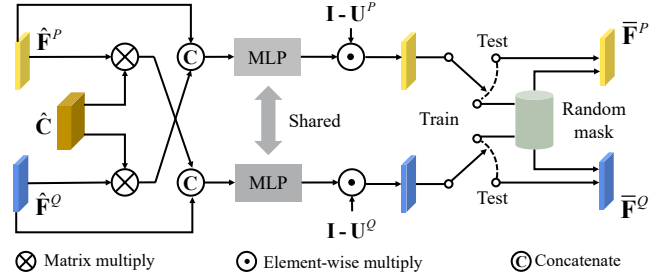 F̂^P
I - U^P
F̄^P
C
MLP
Test
Ĉ
Shared
Train
Random
mask
C
MLP
Test
F̂^Q
I - U^Q
F̄^Q
Matrix multiply
Element-wise multiply
C Concatenate